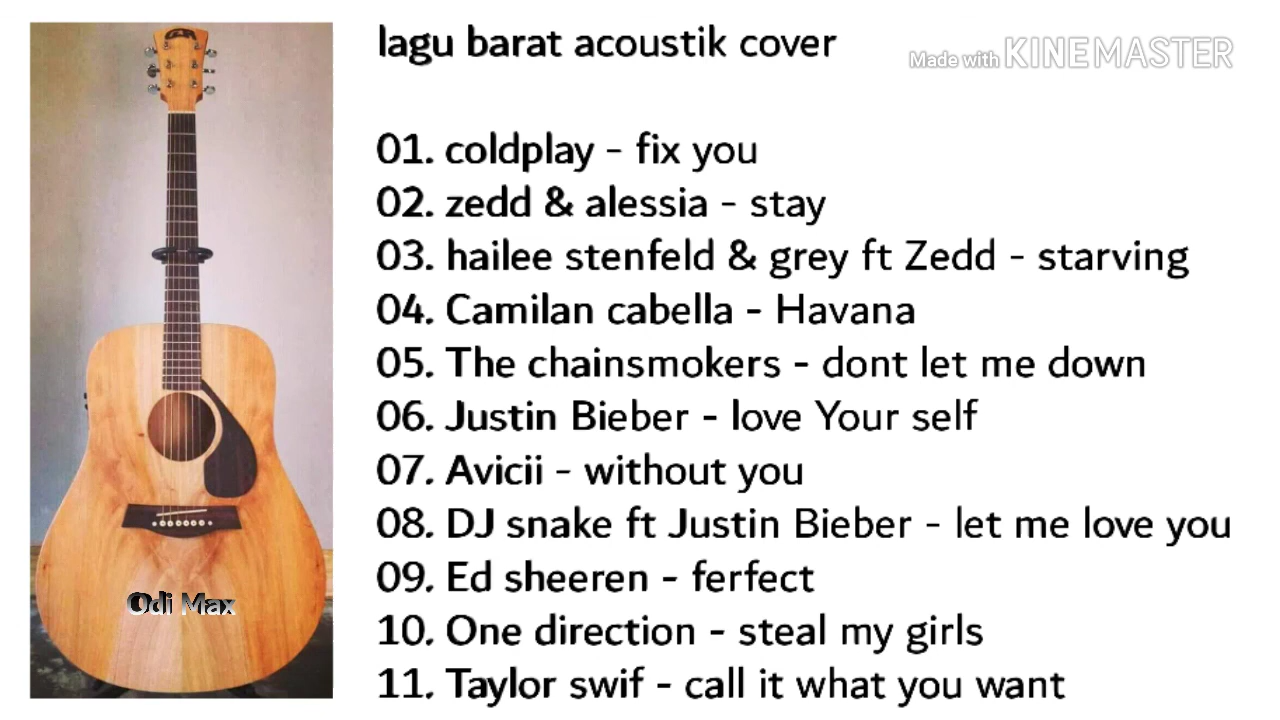 lagu barat acoustik cover
Made with KINEMASTER
01. coldplay - fix you
02. zedd & alessia - stay
03. hailee stenfeld & grey ft Zedd - starving
04. Camilan cabella - Havana
05. The chainsmokers - dont let me down
06. Justin Bieber - love Your self
07. Avicii - without you
08. DJ snake ft Justin Bieber - let me love you
09. Ed sheeren - ferfect
10. One direction - steal my girls
11. Taylor swif - call it what you want
Odi Max